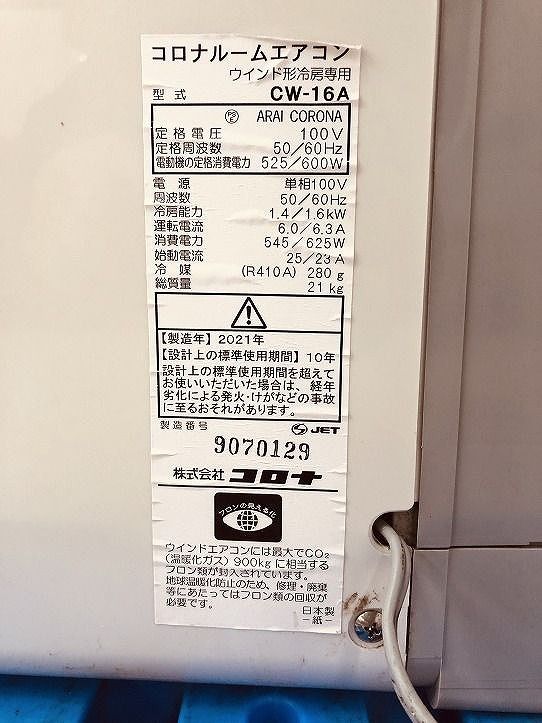 コロナルームエアコン
ウインド形冷房専用
型式 CW-16A
PSE ARAI CORONA
定格電圧 100V
定格周波数 50/60Hz
電動機の定格消費電力 525/600W
電源 単相100V
周波数 50/60Hz
冷房能力 1.4/1.6kW
運転電流 6.0/6.3A
消費電力 545/625W
始動電流 25/23A
冷媒 (R410A) 280g
総質量 21kg
【製造年】2021年
【設計上の標準使用期間】10年
設計上の標準使用期間を超えて
お使いいただいた場合は、経年
劣化による発火・けがなどの事故
に至るおそれがあります。
製造番号 JET
9070129
株式会社 コロナ
フロンの見える化
ウインドエアコンには最大でCO₂
(温暖化ガス) 900kgに相当する
フロン類が封入されています。
地球温暖化防止のため、修理・廃棄
等にあたってはフロン類の回収が
必要です。
日本製
-紙-